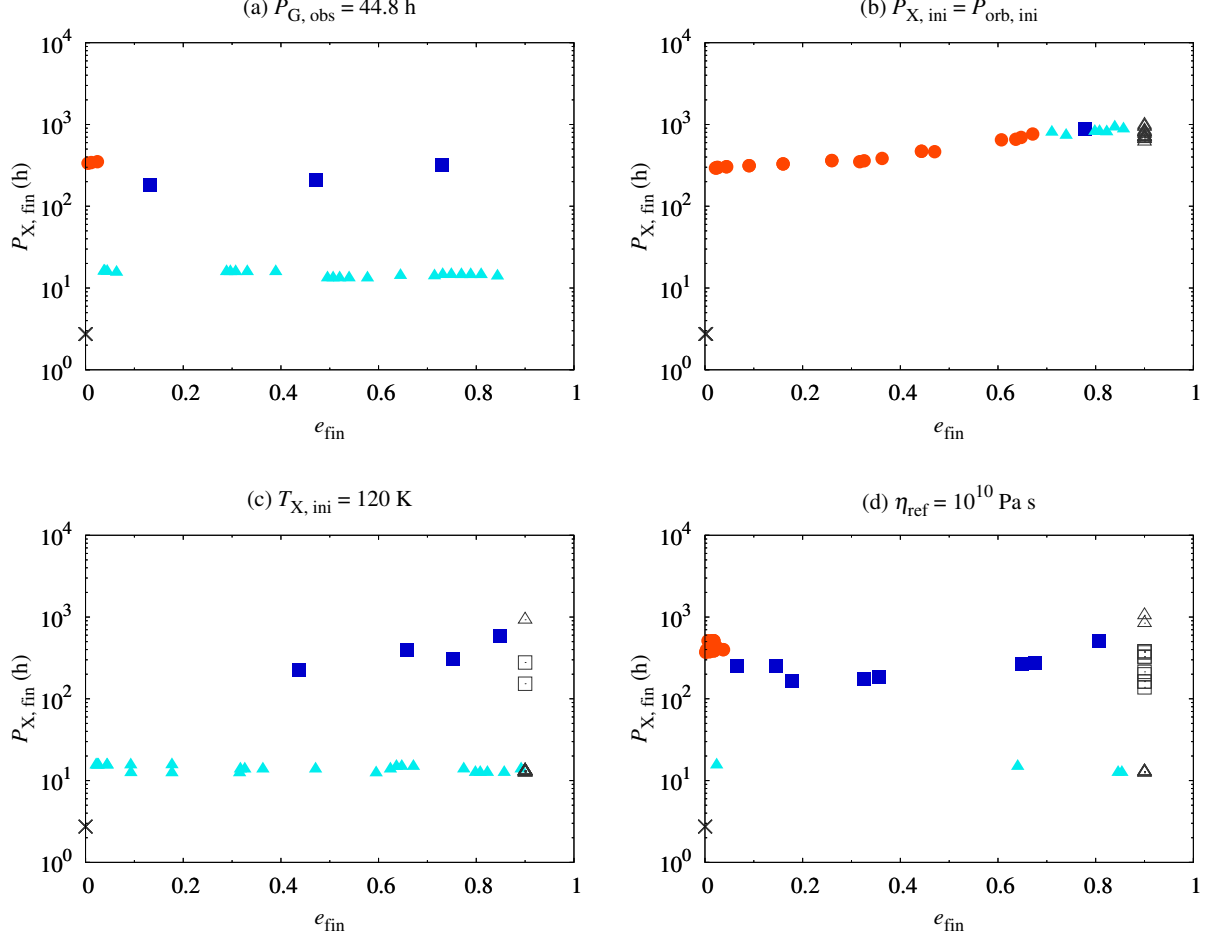 (a) P_G, obs = 44.8 h
10^4
10^3
10^2
10^1
10^0
P_X, fin (h)
0 0.2 0.4 0.6 0.8 1
e_fin
(b) P_X, ini = P_orb, ini
10^4
10^3
10^2
10^1
10^0
P_X, fin (h)
0 0.2 0.4 0.6 0.8 1
e_fin
(c) T_X, ini = 120 K
10^4
10^3
10^2
10^1
10^0
P_X, fin (h)
0 0.2 0.4 0.6 0.8 1
e_fin
(d) η_ref = 10^10 Pa s
10^4
10^3
10^2
10^1
10^0
P_X, fin (h)
0 0.2 0.4 0.6 0.8 1
e_fin